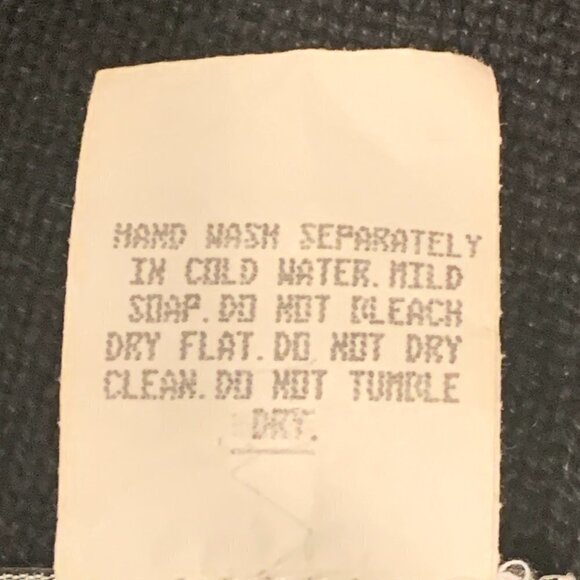 HAND WASH SEPARATELY
IN COLD WATER. MILD
SOAP. DO NOT BLEACH
DRY FLAT. DO NOT DRY
CLEAN. DO NOT TUMBLE
DRY.